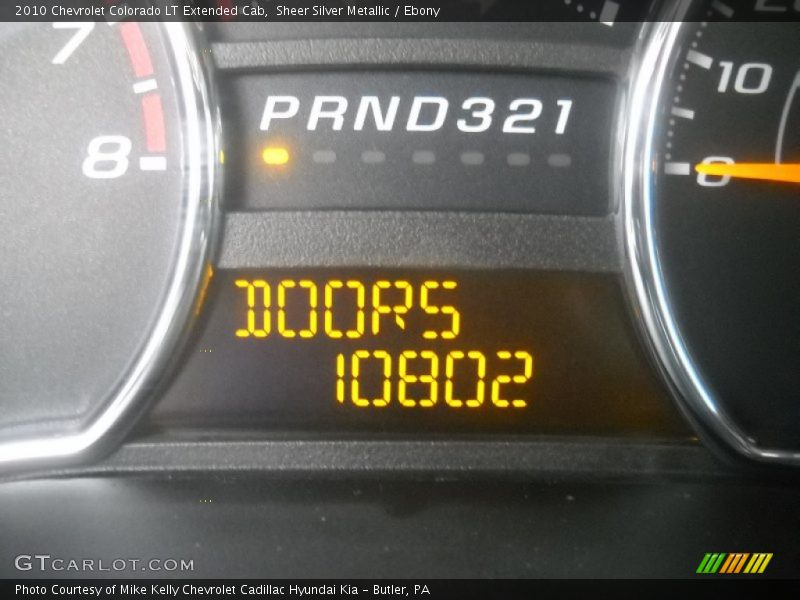 2010 Chevrolet Colorado LT Extended Cab,  Sheer Silver Metallic / Ebony
7
8
PRND321
10
0
DOORS
10802
GTCARLOT.COM
Photo Courtesy of Mike Kelly Chevrolet Cadillac Hyundai Kia – Butler, PA